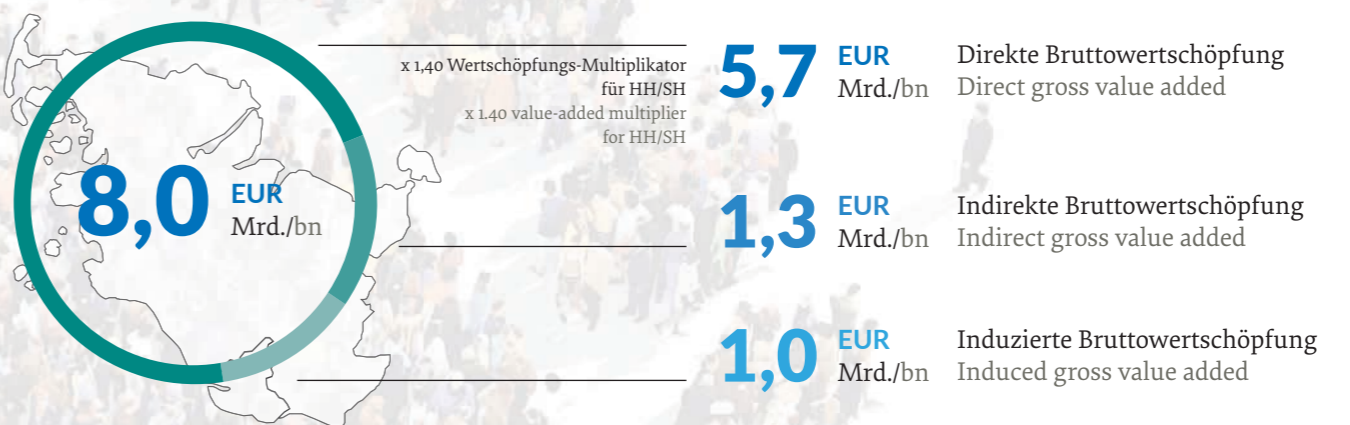 8,0 EUR
Mrd./bn
x 1,40 Wertschöpfungs-Multiplikator
für HH/SH
x 1.40 value-added multiplier
for HH/SH
5,7 EUR
Mrd./bn
Direkte Bruttowertschöpfung
Direct gross value added
1,3 EUR
Mrd./bn
Indirekte Bruttowertschöpfung
Indirect gross value added
1,0 EUR
Mrd./bn
Induzierte Bruttowertschöpfung
Induced gross value added